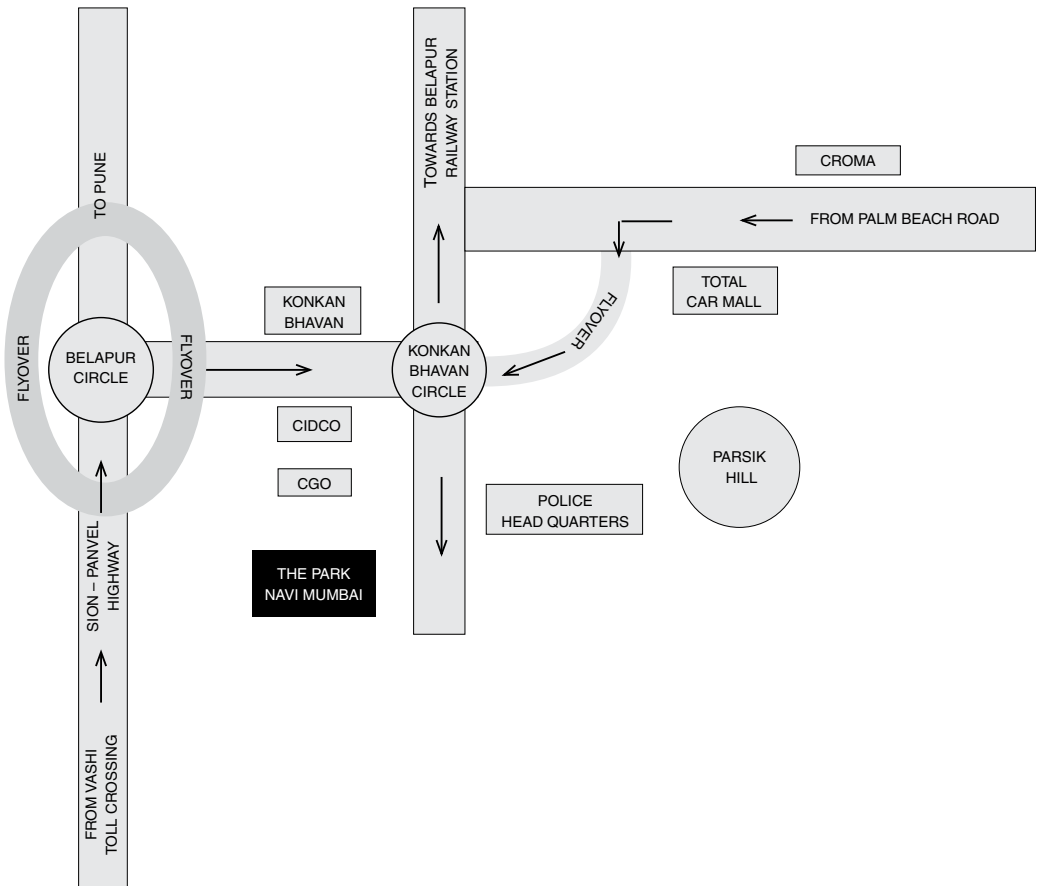 TO PUNE
TOWARDS BELAPUR
RAILWAY STATION
CROMA
FROM PALM BEACH ROAD
TOTAL
CAR MALL
KONKAN
BHAVAN
FLYOVER
FLYOVER
BELAPUR
CIRCLE
FLYOVER
KONKAN
BHAVAN
CIRCLE
CIDCO
CGO
PARSIK
HILL
POLICE
HEAD QUARTERS
THE PARK
NAVI MUMBAI
SION – PANVEL
HIGHWAY
FROM VASHI
TOLL CROSSING